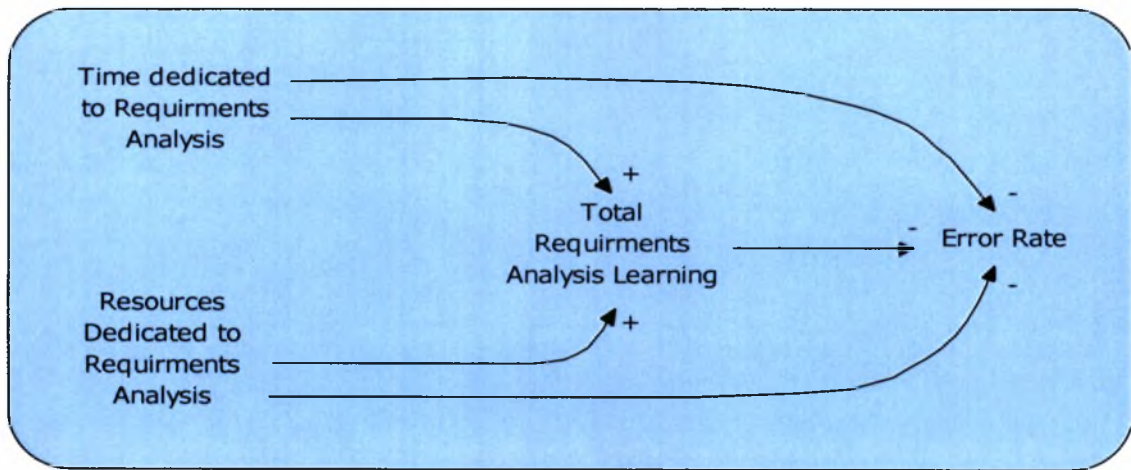 Time dedicated
to Requirments
Analysis
+
Total
Requirments
Analysis Learning
-
-
Error Rate
-
Resources
Dedicated to
Requirments
Analysis
+